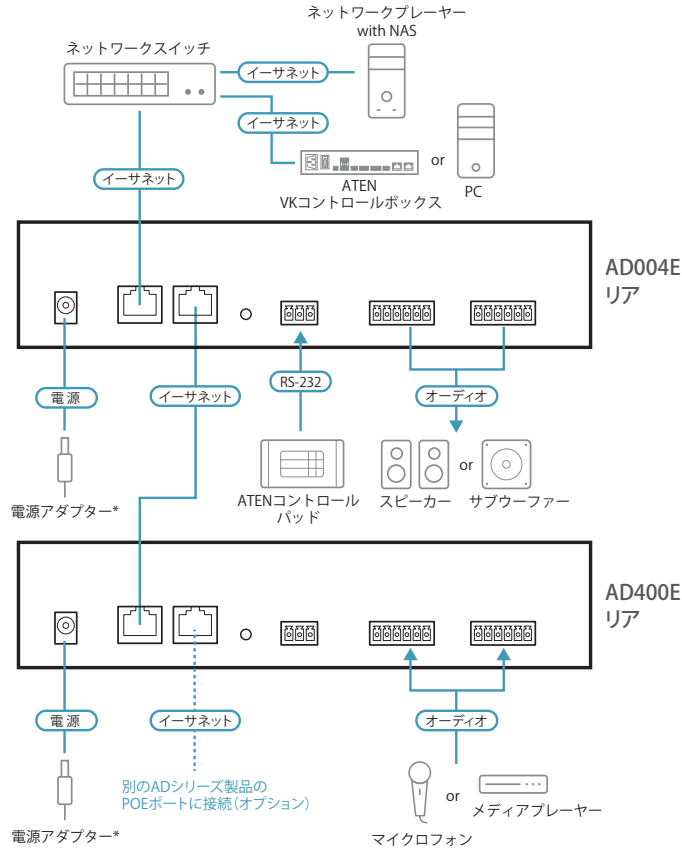 ネットワークプレーヤー
with NAS
ネットワークスイッチ
イーサネット
イーサネット
イーサネット
or
ATEN
VKコントロールボックス
PC
AD004E
リア
電源
イーサネット
RS-232
オーディオ
電源アダプター*
ATENコントロール
パッド
or
スピーカー
サブウーファー
AD400E
リア
電源
イーサネット
オーディオ
別のADシリーズ製品の
POEポートに接続（オプション）
or
電源アダプター*
マイクロフォン
メディアプレーヤー